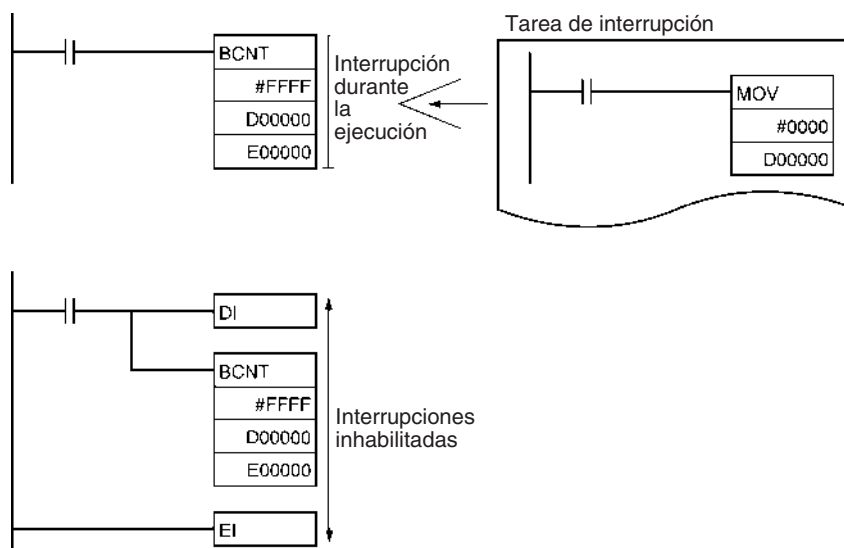 Tarea de interrupción
BCNT
#FFFF
D00000
E00000
Interrupción
durante
la
ejecución
MOV
#0000
D00000
DI
BCNT
#FFFF
D00000
E00000
Interrupciones
inhabilitadas
EI